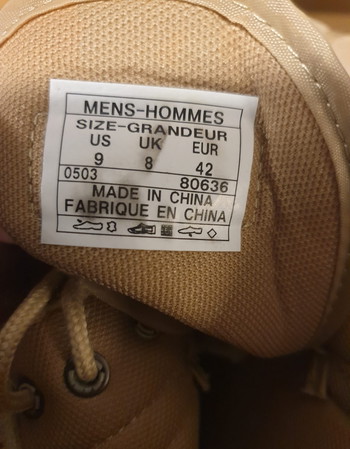 MENS-HOMMES
SIZE-GRANDEUR
US UK EUR
9 8 42
0503 80636
MADE IN CHINA
FABRIQUE EN CHINA